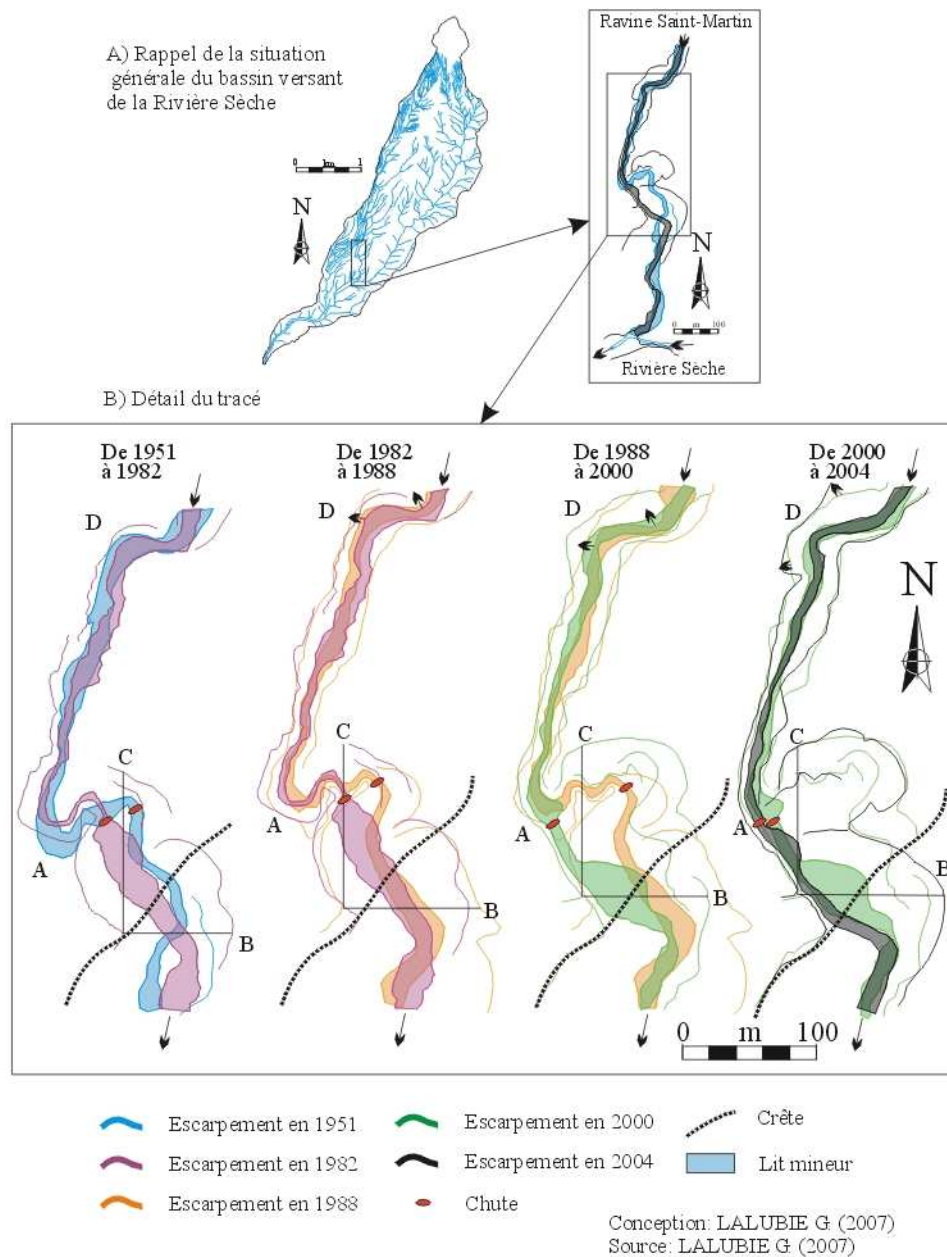 A) Rappel de la situation
générale du bassin versant
de la Rivière Sèche
0 km 1
N
Ravine Saint-Martin
N
0 m 100
Rivière Sèche
B) Détail du tracé
De 1951
à 1982
De 1982
à 1988
De 1988
à 2000
De 2000
à 2004
D
D
D
D
N
C
C
C
C
A
A
A
A
B
B
B
B
0 m 100
Escarpement en 1951
Escarpement en 2000
Crête
Escarpement en 1982
Escarpement en 2004
Lit mineur
Escarpement en 1988
Chute
Conception: LALUBIE G (2007)
Source: LALUBIE G (2007)